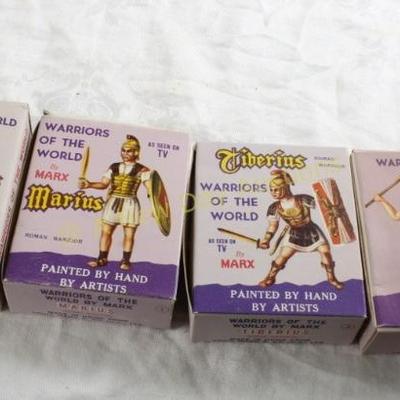 WARRIORS
OF THE
WORLD
By
MARX
AS SEEN ON
TV
Marius
ROMAN WARRIOR
PAINTED BY HAND
BY ARTISTS
WARRIORS OF THE
WORLD BY MARX
MARIUS
Tiberius
ROMAN
WARRIOR
WARRIORS
OF THE
WORLD
AS SEEN
ON TV
By
MARX
PAINTED BY HAND
BY ARTISTS
WARRIORS OF THE
WORLD BY MARX
TIBERIUS